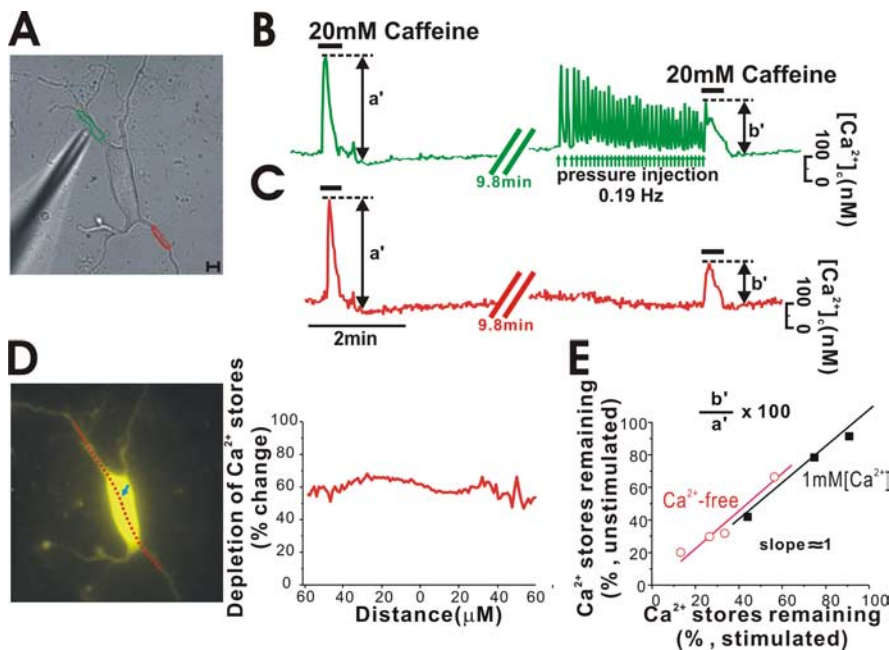 A
B
20mM Caffeine
a'
9.8min
20mM Caffeine
b'
pressure injection
0.19 Hz
[Ca²⁺]c(nM)
100
0
C
a'
9.8min
b'
[Ca²⁺]c(nM)
100
0
2min
D
Depletion of Ca²⁺ stores
(% change)
100
80
60
40
20
0
60 40 20 0 20 40 60
Distance(μM)
E
Ca²⁺ stores remaining
(%, unstimulated)
100
80
60
40
20
0
b'
a'
x 100
Ca²⁺-free
1mM[Ca²⁺]
slope≈1
0 20 40 60 80 100
Ca²⁺ stores remaining
(%, stimulated)